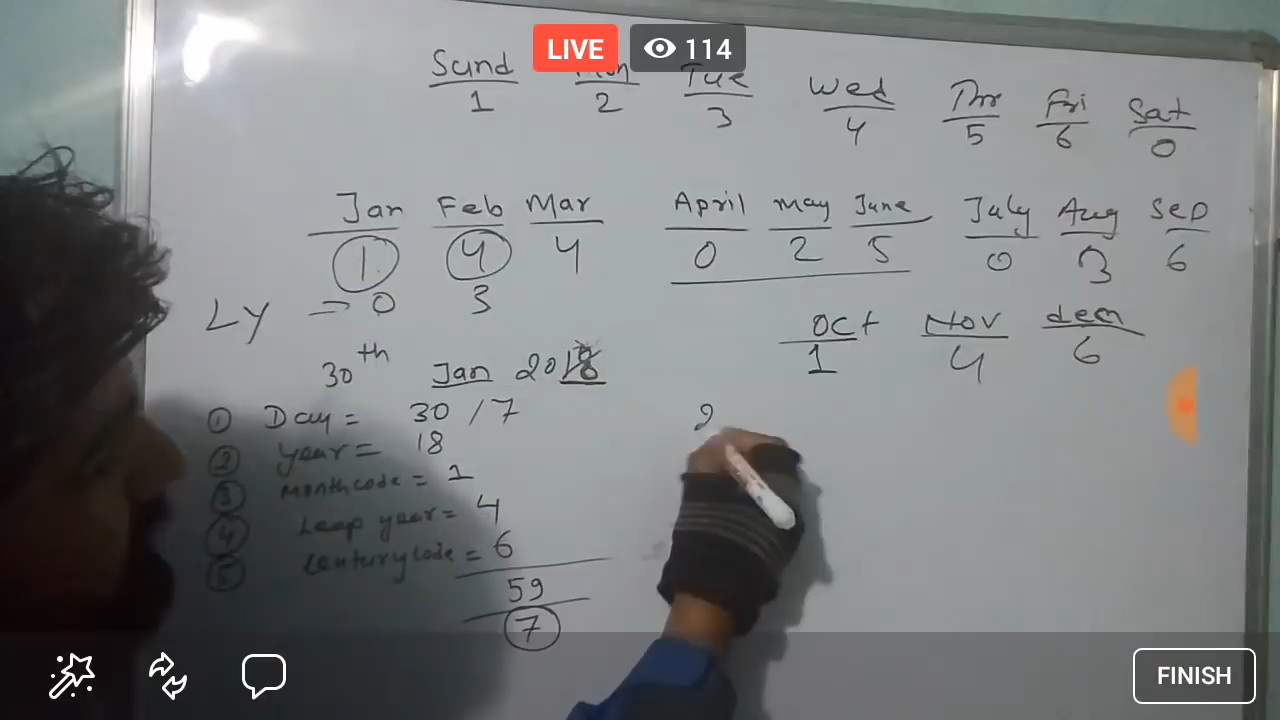 LIVE 114
Sund Mon Tue Wed Thr Fri Sat
1 2 3 4 5 6 0
Jan Feb Mar April may June July Aug Sep
1 4 4 0 2 5 0 3 6
LY = 0 3
Oct Nov decm
1 4 6
30th Jan 2018
① Day = 30 / 7
② year = 18
③ Month code = 1
④ Leap year = 4
⑤ Century code = 6
59
7
2
FINISH